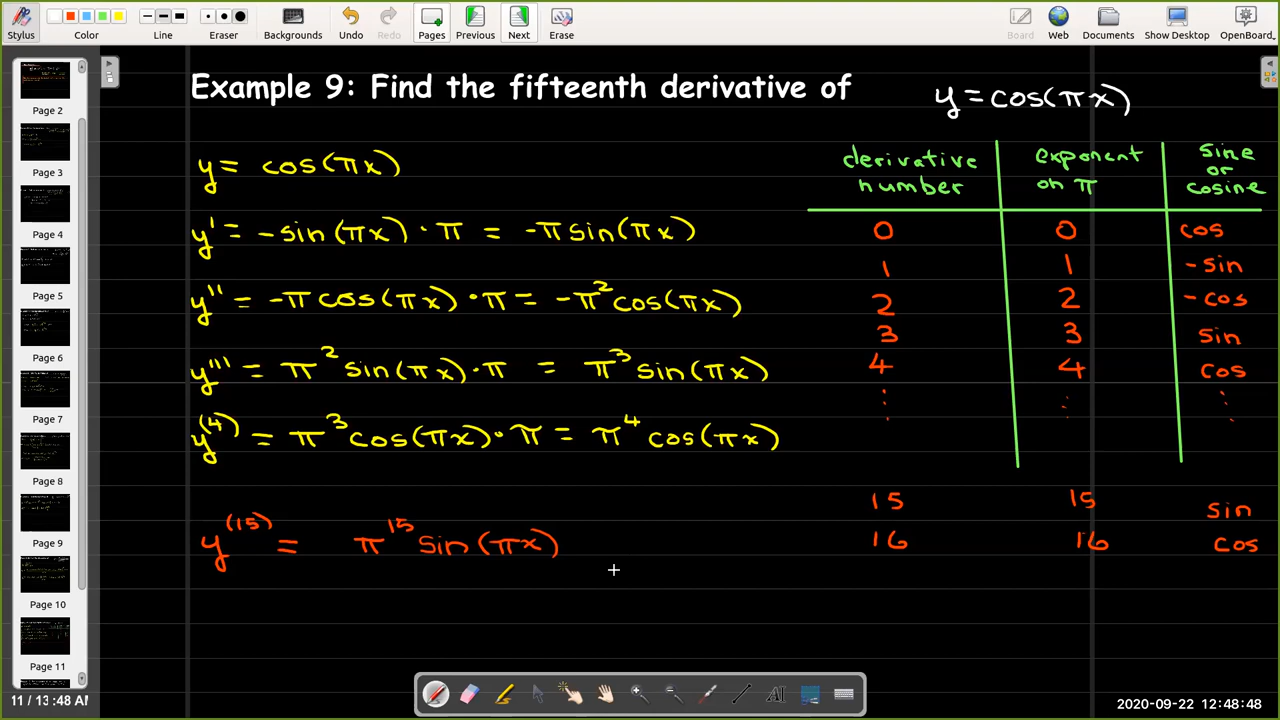 Stylus Color Line Eraser Backgrounds Undo Redo Pages Previous Next Erase Board Web Documents Show Desktop OpenBoard
Example 9: Find the fifteenth derivative of y = cos(πx)
y = cos(πx)
y' = -sin(πx) · π = -π sin(πx)
y'' = -π cos(πx) · π = -π² cos(πx)
y''' = π² sin(πx) · π = π³ sin(πx)
y⁽⁴⁾ = π³ cos(πx) · π = π⁴ cos(πx)
y⁽¹⁵⁾ = π¹⁵ sin(πx)
derivative number exponent on π sine or cosine
0 0 cos
1 1 -sin
2 2 -cos
3 3 sin
4 4 cos
⋮ ⋮ ⋮
15 15 sin
16 16 cos
Page 2
Page 3
Page 4
Page 5
Page 6
Page 7
Page 8
Page 9
Page 10
Page 11
11 / 13
:48 AM
AI
2020-09-22 12:48:48